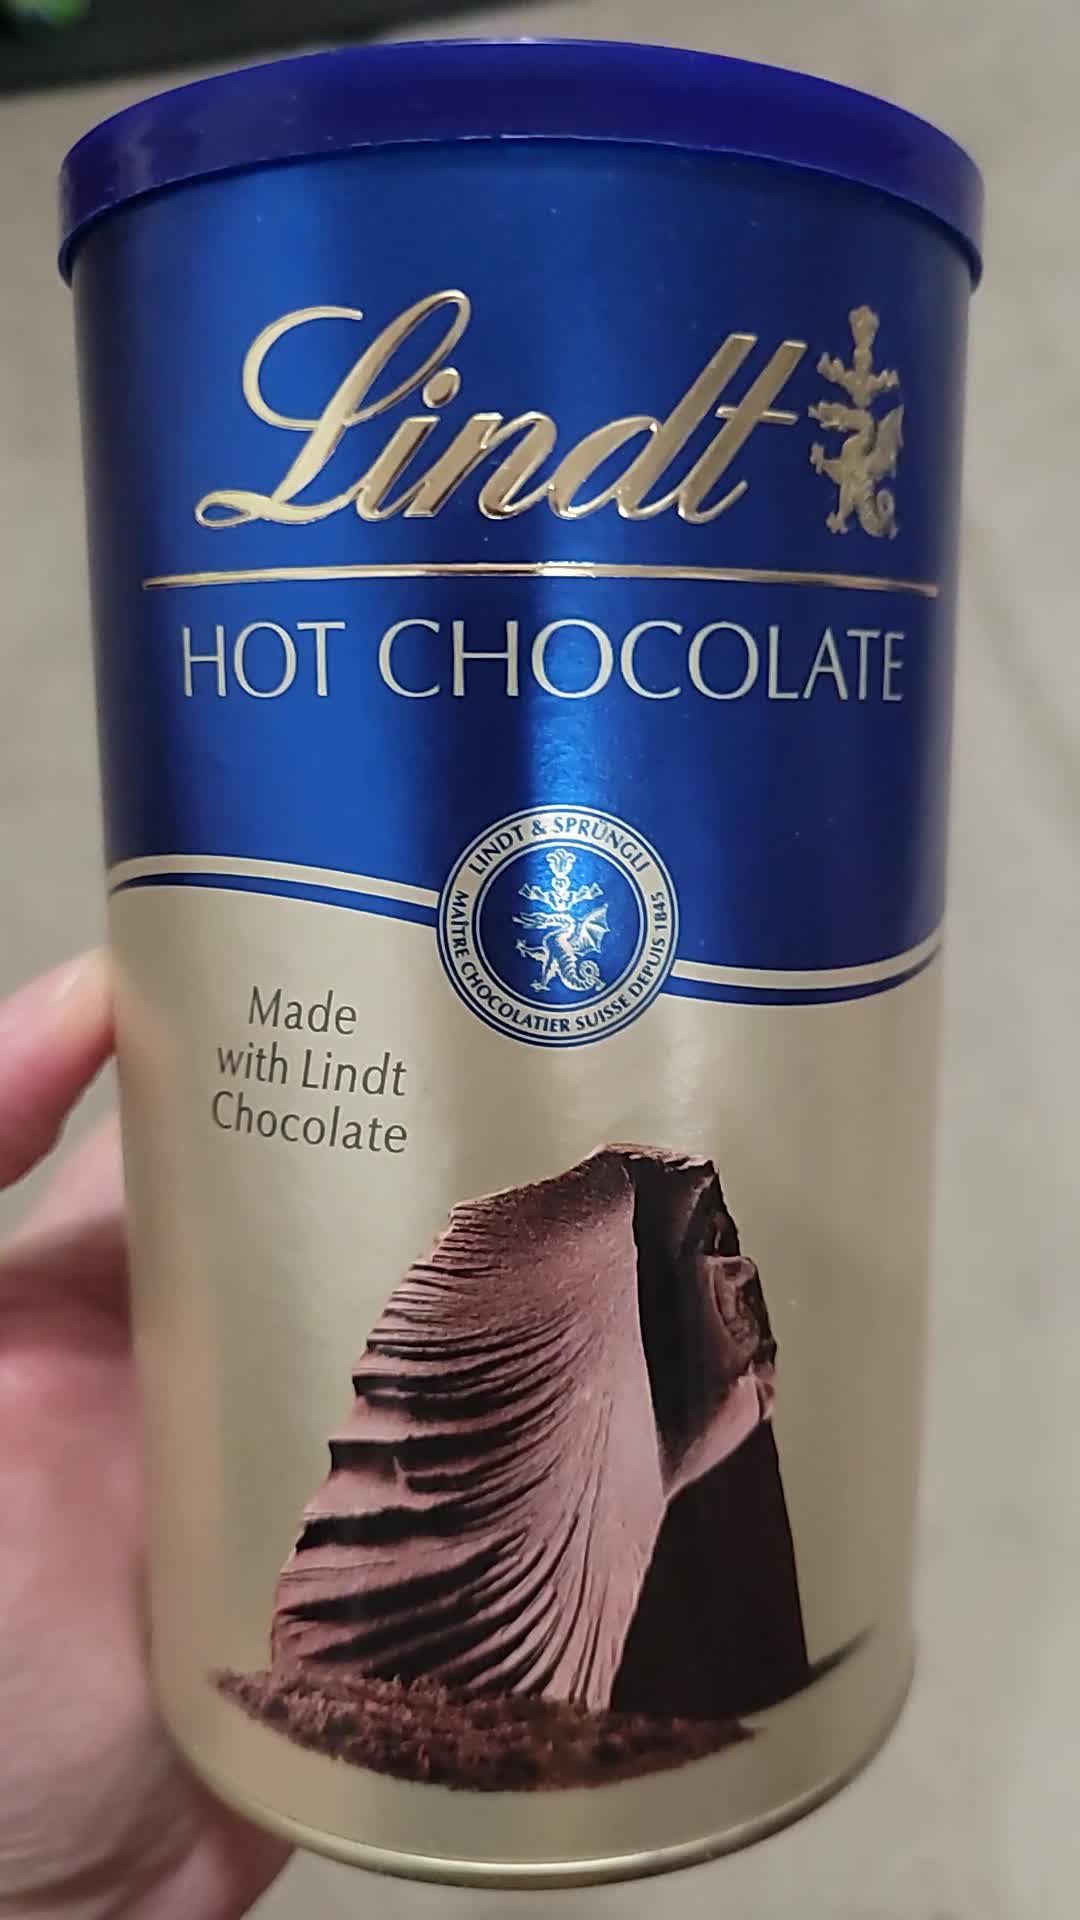 Lindt
HOT CHOCOLATE
LINDT & SPRÜNGLI
MAÎTRE CHOCOLATIER SUISSE DEPUIS 1845
Made
with Lindt
Chocolate